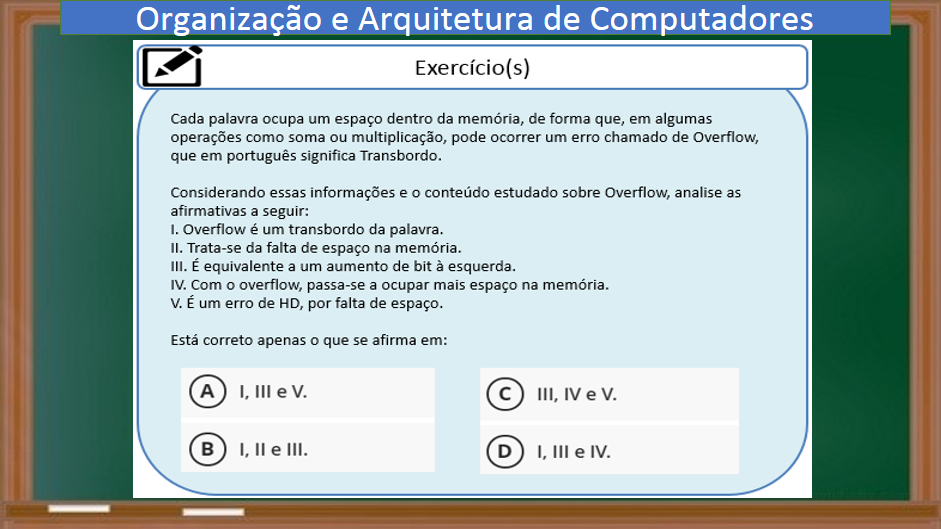 Organização e Arquitetura de Computadores
Exercício(s)
Cada palavra ocupa um espaço dentro da memória, de forma que, em algumas
operações como soma ou multiplicação, pode ocorrer um erro chamado de Overflow,
que em português significa Transbordo.
Considerando essas informações e o conteúdo estudado sobre Overflow, analise as
afirmativas a seguir:
I. Overflow é um transbordo da palavra.
II. Trata-se da falta de espaço na memória.
III. É equivalente a um aumento de bit à esquerda.
IV. Com o overflow, passa-se a ocupar mais espaço na memória.
V. É um erro de HD, por falta de espaço.
Está correto apenas o que se afirma em:
A I, III e V.
B I, II e III.
C III, IV e V.
D I, III e IV.